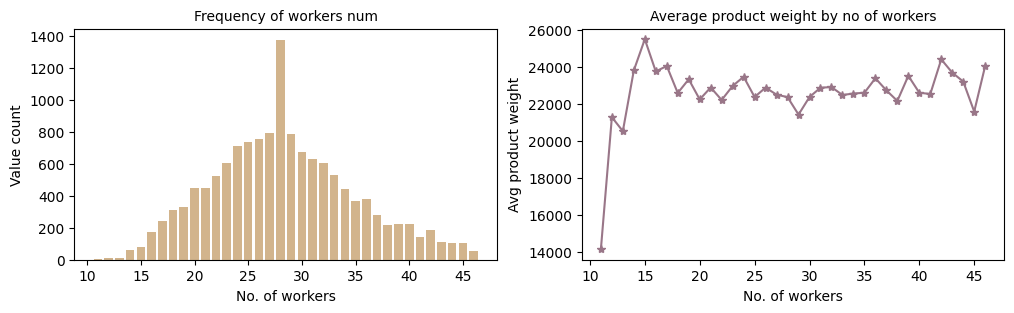 Frequency of workers num
Value count
1400
1200
1000
800
600
400
200
0
10 15 20 25 30 35 40 45
No. of workers
Average product weight by no of workers
Avg product weight
26000
24000
22000
20000
18000
16000
14000
10 15 20 25 30 35 40 45
No. of workers